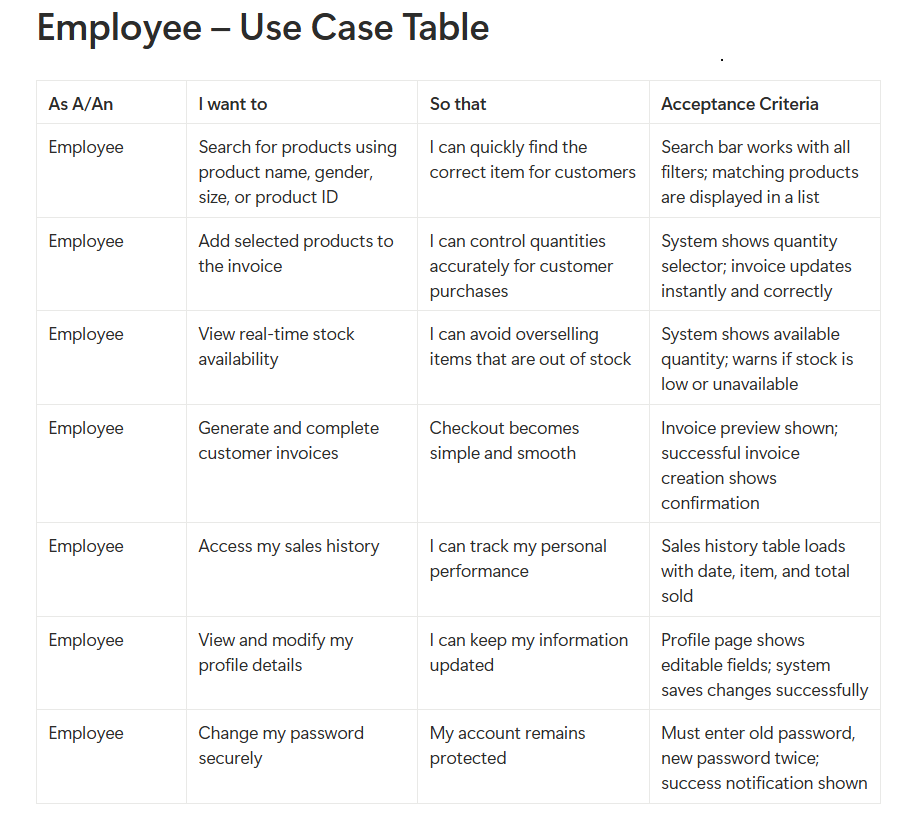 Employee – Use Case Table
As A/An
I want to
So that
Acceptance Criteria
Employee
Search for products using
product name, gender,
size, or product ID
I can quickly find the
correct item for customers
Search bar works with all
filters; matching products
are displayed in a list
Employee
Add selected products to
the invoice
I can control quantities
accurately for customer
purchases
System shows quantity
selector; invoice updates
instantly and correctly
Employee
View real-time stock
availability
I can avoid overselling
items that are out of stock
System shows available
quantity; warns if stock is
low or unavailable
Employee
Generate and complete
customer invoices
Checkout becomes
simple and smooth
Invoice preview shown;
successful invoice
creation shows
confirmation
Employee
Access my sales history
I can track my personal
performance
Sales history table loads
with date, item, and total
sold
Employee
View and modify my
profile details
I can keep my information
updated
Profile page shows
editable fields; system
saves changes successfully
Employee
Change my password
securely
My account remains
protected
Must enter old password,
new password twice;
success notification shown